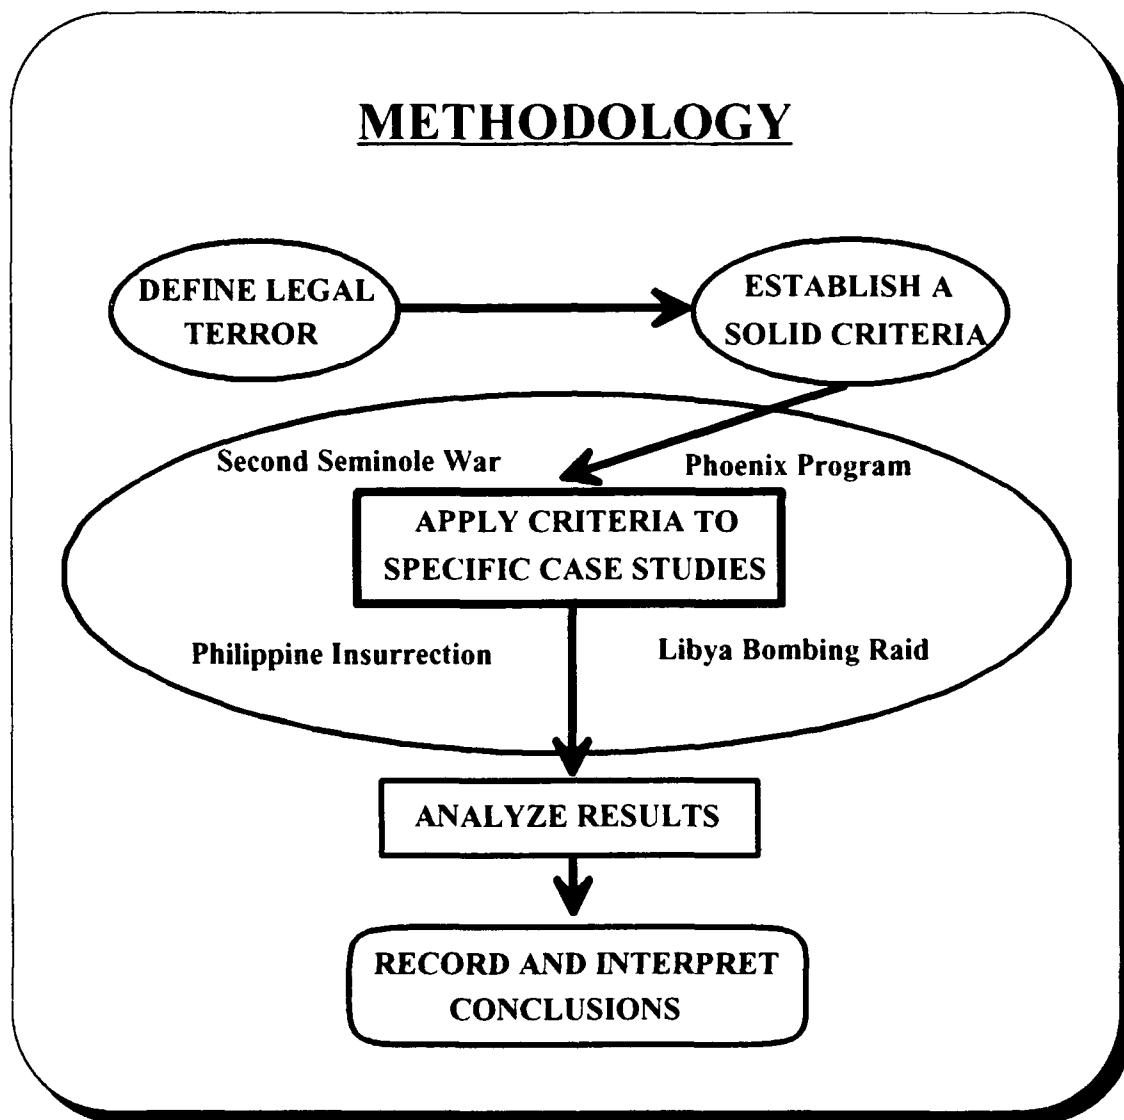 METHODOLOGY
DEFINE LEGAL
TERROR
ESTABLISH A
SOLID CRITERIA
Second Seminole War
Phoenix Program
APPLY CRITERIA TO
SPECIFIC CASE STUDIES
Philippine Insurrection
Libya Bombing Raid
ANALYZE RESULTS
RECORD AND INTERPRET
CONCLUSIONS